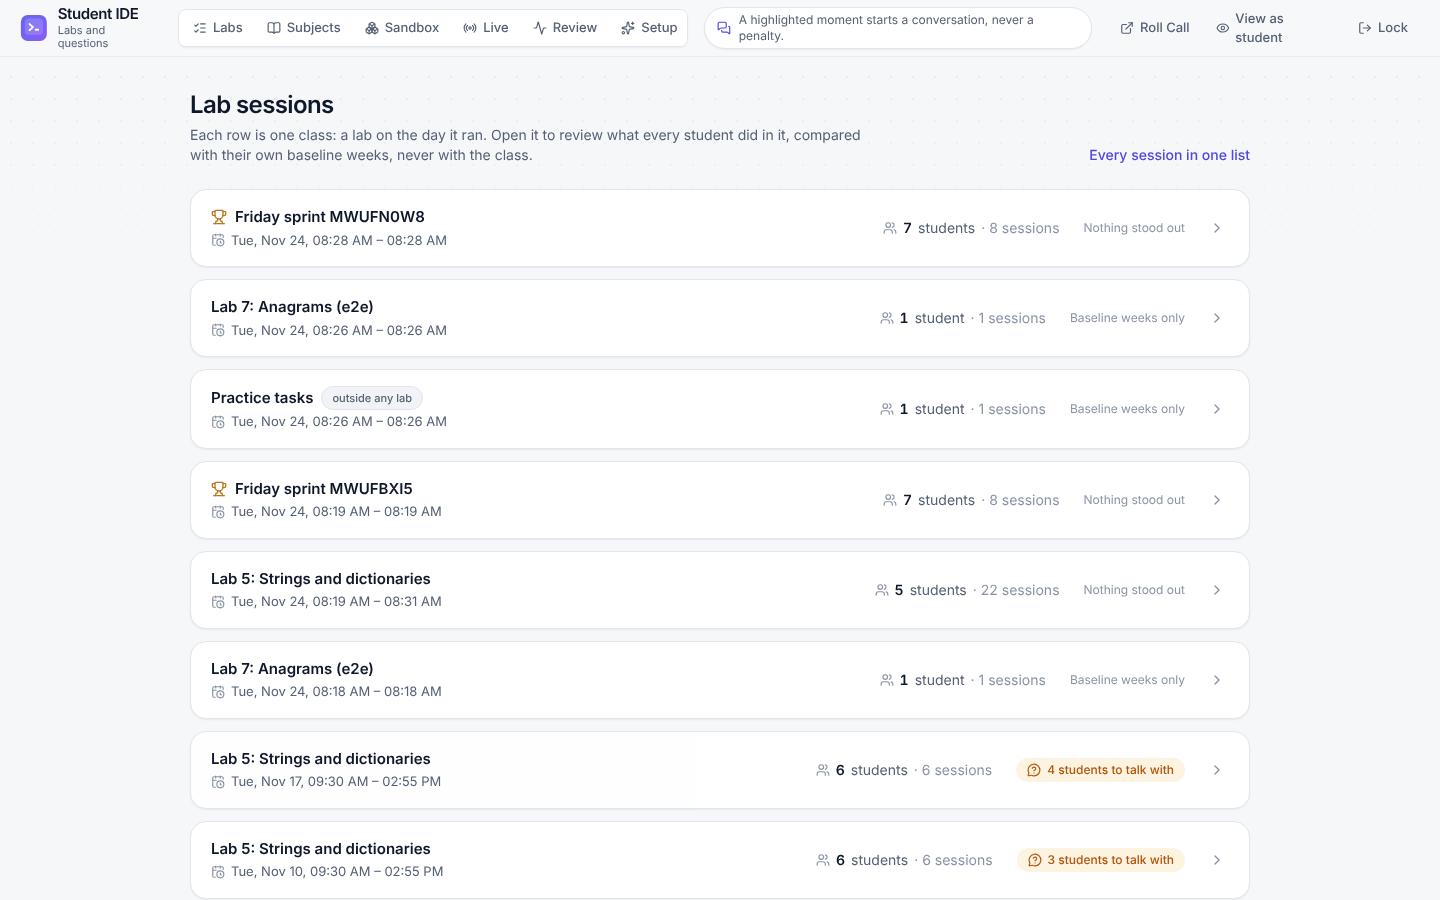 Student IDE
Labs and
questions
Labs
Subjects
Sandbox
Live
Review
Setup
A highlighted moment starts a conversation, never a
penalty.
Roll Call
View as
student
Lock
Lab sessions
Each row is one class: a lab on the day it ran. Open it to review what every student did in it, compared
with their own baseline weeks, never with the class.
Every session in one list
Friday sprint MWUFN0W8
Tue, Nov 24, 08:28 AM – 08:28 AM
7 students · 8 sessions
Nothing stood out
Lab 7: Anagrams (e2e)
Tue, Nov 24, 08:26 AM – 08:26 AM
1 student · 1 sessions
Baseline weeks only
Practice tasks
outside any lab
Tue, Nov 24, 08:26 AM – 08:26 AM
1 student · 1 sessions
Baseline weeks only
Friday sprint MWUFBXI5
Tue, Nov 24, 08:19 AM – 08:19 AM
7 students · 8 sessions
Nothing stood out
Lab 5: Strings and dictionaries
Tue, Nov 24, 08:19 AM – 08:31 AM
5 students · 22 sessions
Nothing stood out
Lab 7: Anagrams (e2e)
Tue, Nov 24, 08:18 AM – 08:18 AM
1 student · 1 sessions
Baseline weeks only
Lab 5: Strings and dictionaries
Tue, Nov 17, 09:30 AM – 02:55 PM
6 students · 6 sessions
4 students to talk with
Lab 5: Strings and dictionaries
Tue, Nov 10, 09:30 AM – 02:55 PM
6 students · 6 sessions
3 students to talk with